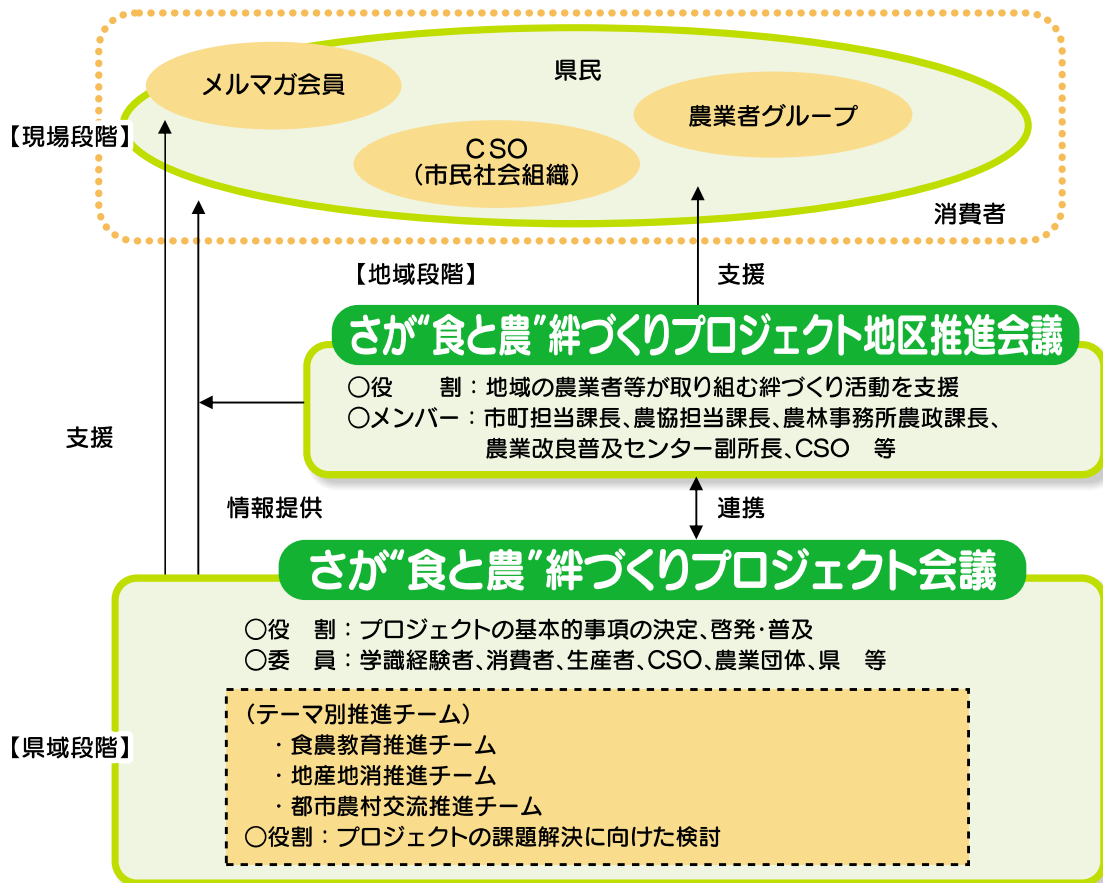 県民
メルマガ会員
農業者グループ
【現場段階】
CSO
(市民社会組織)
消費者
【地域段階】
支援
さが“食と農”絆づくりプロジェクト地区推進会議
○役　　割：地域の農業者等が取り組む絆づくり活動を支援
○メンバー：市町担当課長、農協担当課長、農林事務所農政課長、
農業改良普及センター副所長、CSO　等
支援
情報提供
連携
さが“食と農”絆づくりプロジェクト会議
○役　割：プロジェクトの基本的事項の決定、啓発・普及
○委　員：学識経験者、消費者、生産者、CSO、農業団体、県　等
(テーマ別推進チーム)
・食農教育推進チーム
【県域段階】
・地産地消推進チーム
・都市農村交流推進チーム
○役割：プロジェクトの課題解決に向けた検討